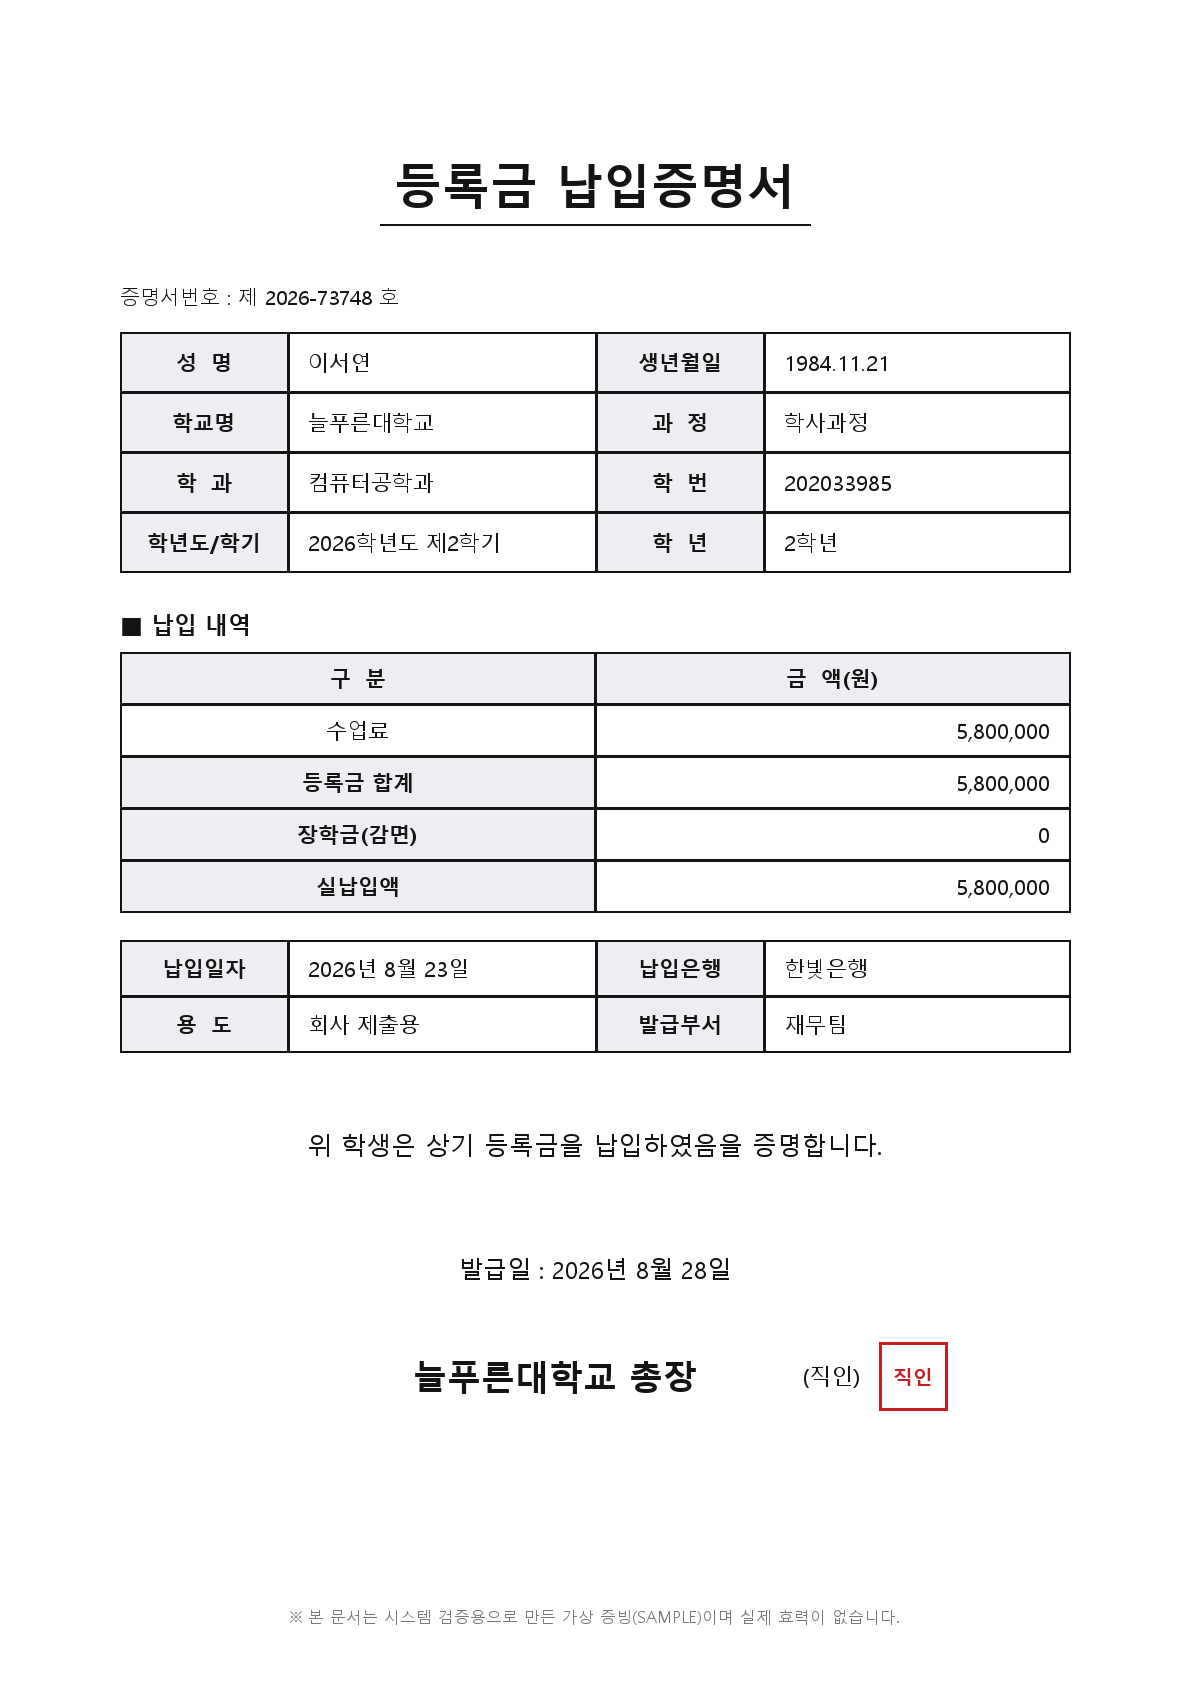 등록금 납입증명서
증명서번호 : 제 2026-73748 호
성 명 이서연 생년월일 1984.11.21
학교명 늘푸른대학교 과 정 학사과정
학 과 컴퓨터공학과 학 번 202033985
학년도/학기 2026학년도 제2학기 학 년 2학년
■ 납입 내역
구 분 금 액(원)
수업료 5,800,000
등록금 합계 5,800,000
장학금(감면) 0
실납입액 5,800,000
납입일자 2026년 8월 23일 납입은행 한빛은행
용 도 회사 제출용 발급부서 재무팀
위 학생은 상기 등록금을 납입하였음을 증명합니다.
발급일 : 2026년 8월 28일
늘푸른대학교 총장 (직인) 직인
※ 본 문서는 시스템 검증용으로 만든 가상 증빙(SAMPLE)이며 실제 효력이 없습니다.